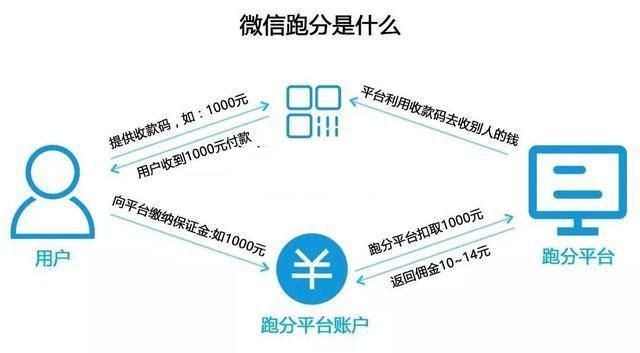 微信跑分是什么
提供收款码，如：1000元
平台利用收款码去收别人的钱
用户收到1000元付款
向平台缴纳保证金:如1000元
跑分平台扣取1000元
用户
跑分平台
返回佣金10~14元
跑分平台账户